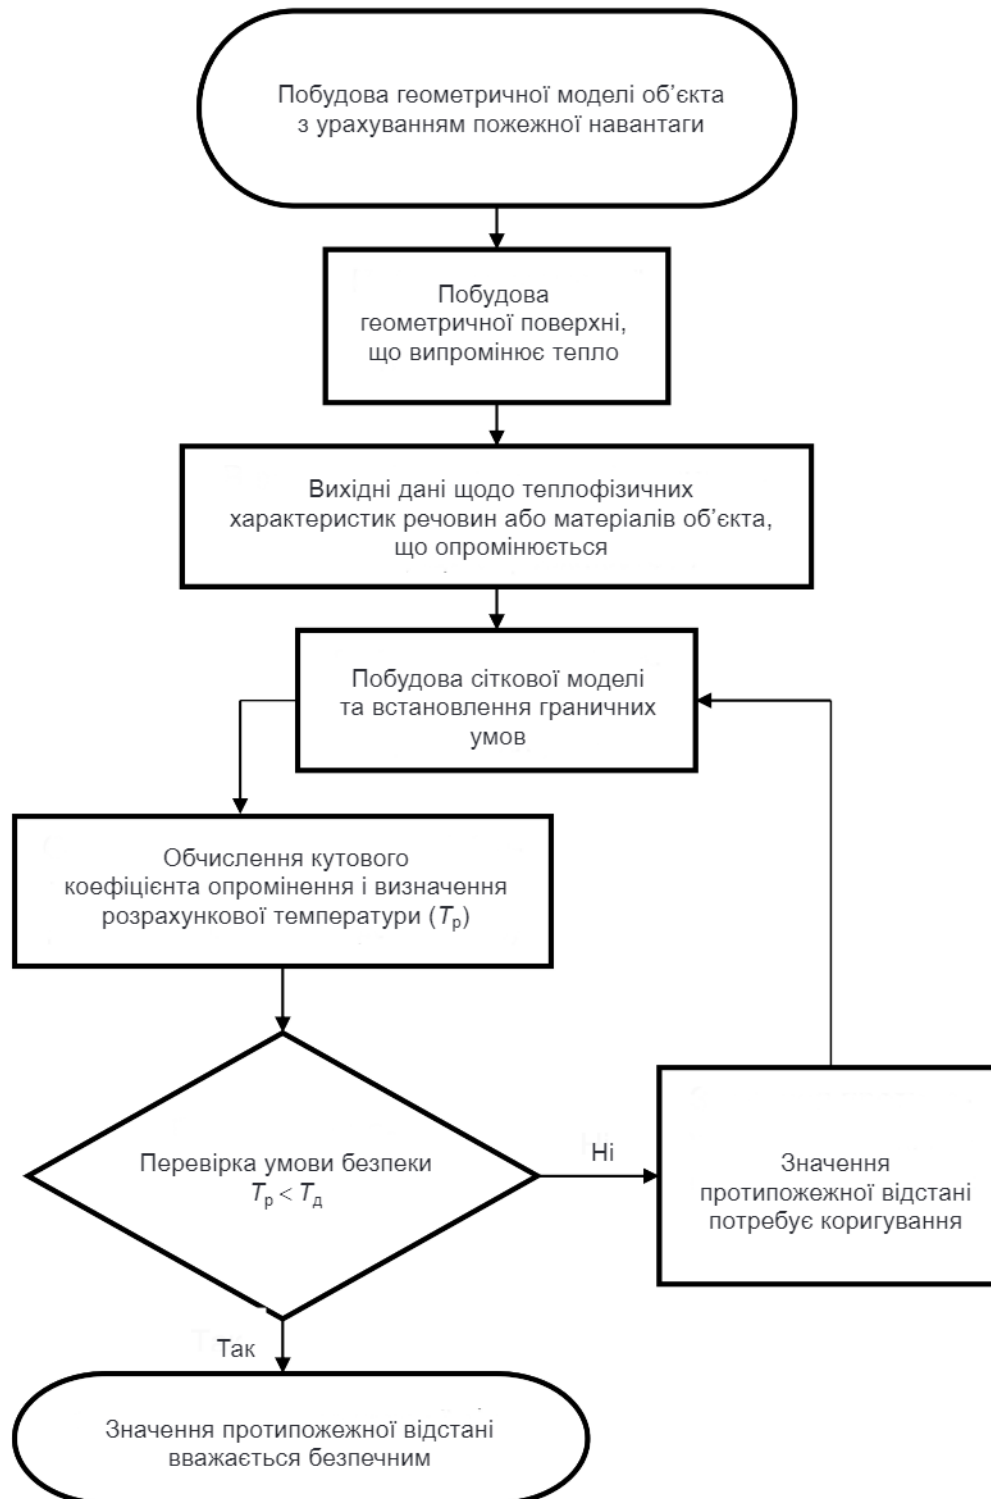 Побудова геометричної моделі об’єкта
з урахуванням пожежної навантаги
Побудова
геометричної поверхні,
що випромінює тепло
Вихідні дані щодо теплофізичних
характеристик речовин або матеріалів об’єкта,
що опромінюється
Побудова сіткової моделі
та встановлення граничних
умов
Обчислення кутового
коефіцієнта опромінення і визначення
розрахункової температури (Tр)
Перевірка умови безпеки
Tр < Tд
Ні
Значення
протипожежної відстані
потребує коригування
Так
Значення протипожежної відстані
вважається безпечним